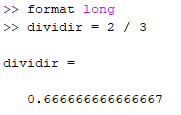 >> format long
>> dividir = 2 / 3
dividir =
0.666666666666667